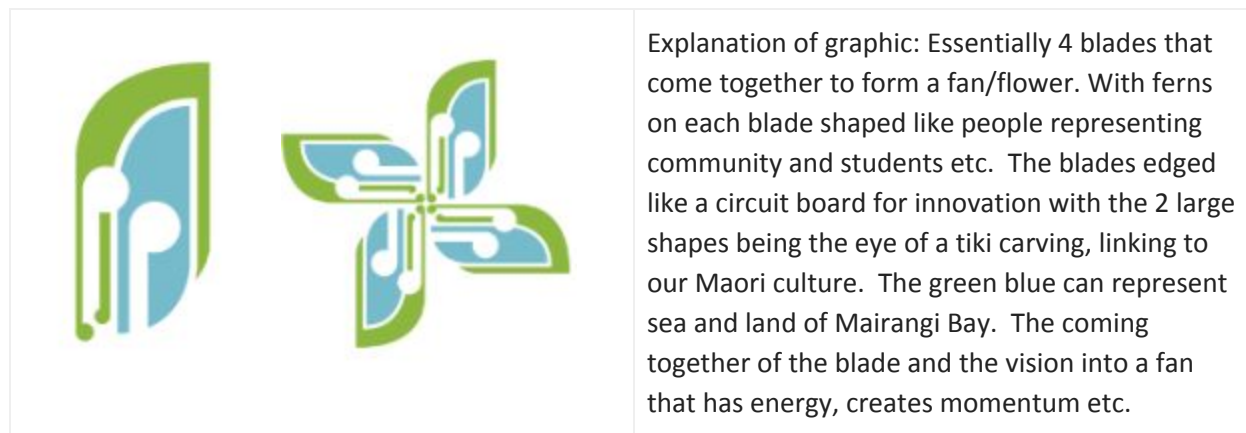 Explanation of graphic: Essentially 4 blades that
come together to form a fan/flower. With ferns
on each blade shaped like people representing
community and students etc.  The blades edged
like a circuit board for innovation with the 2 large
shapes being the eye of a tiki carving, linking to
our Maori culture.  The green blue can represent
sea and land of Mairangi Bay.  The coming
together of the blade and the vision into a fan
that has energy, creates momentum etc.